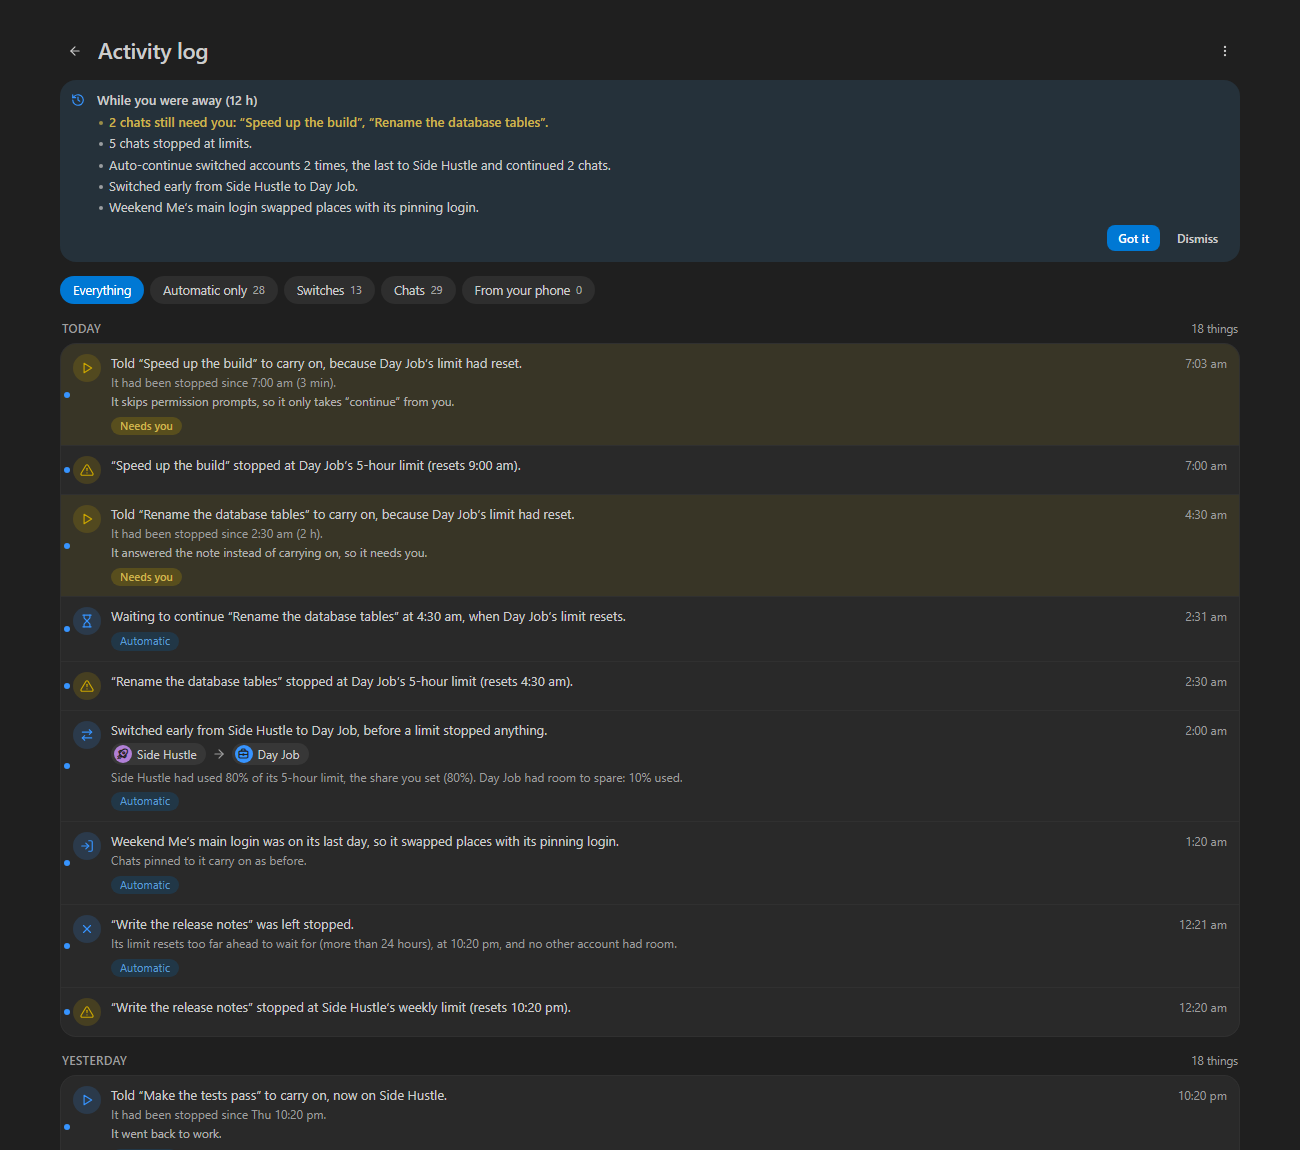 Activity log
While you were away (12 h)
• 2 chats still need you: “Speed up the build”, “Rename the database tables”.
• 5 chats stopped at limits.
• Auto-continue switched accounts 2 times, the last to Side Hustle and continued 2 chats.
• Switched early from Side Hustle to Day Job.
• Weekend Me’s main login swapped places with its pinning login.
Got it Dismiss
Everything Automatic only 28 Switches 13 Chats 29 From your phone 0
TODAY 18 things
Told “Speed up the build” to carry on, because Day Job’s limit had reset. 7:03 am
It had been stopped since 7:00 am (3 min).
It skips permission prompts, so it only takes “continue” from you.
Needs you
“Speed up the build” stopped at Day Job’s 5-hour limit (resets 9:00 am). 7:00 am
Told “Rename the database tables” to carry on, because Day Job’s limit had reset. 4:30 am
It had been stopped since 2:30 am (2 h).
It answered the note instead of carrying on, so it needs you.
Needs you
Waiting to continue “Rename the database tables” at 4:30 am, when Day Job’s limit resets. 2:31 am
Automatic
“Rename the database tables” stopped at Day Job’s 5-hour limit (resets 4:30 am). 2:30 am
Switched early from Side Hustle to Day Job, before a limit stopped anything. 2:00 am
Side Hustle → Day Job
Side Hustle had used 80% of its 5-hour limit, the share you set (80%). Day Job had room to spare: 10% used.
Automatic
Weekend Me’s main login was on its last day, so it swapped places with its pinning login. 1:20 am
Chats pinned to it carry on as before.
Automatic
“Write the release notes” was left stopped. 12:21 am
Its limit resets too far ahead to wait for (more than 24 hours), at 10:20 pm, and no other account had room.
Automatic
“Write the release notes” stopped at Side Hustle’s weekly limit (resets 10:20 pm). 12:20 am
YESTERDAY 18 things
Told “Make the tests pass” to carry on, now on Side Hustle. 10:20 pm
It had been stopped since Thu 10:20 pm.
It went back to work.